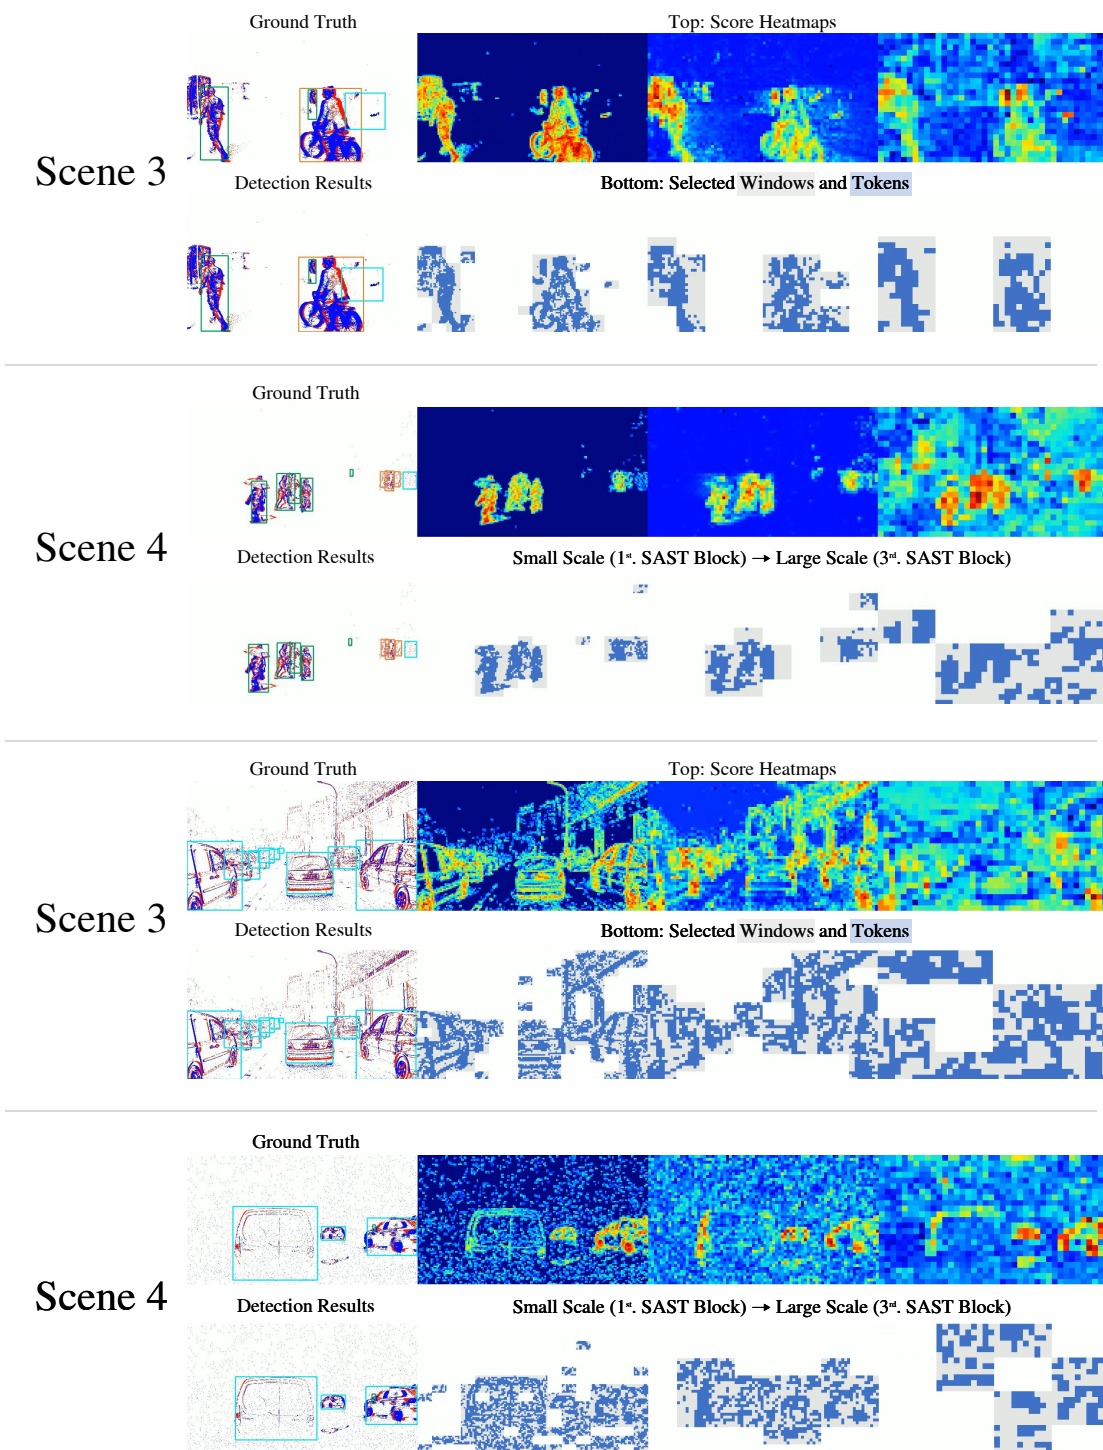 Ground Truth
Top: Score Heatmaps
Scene 3
Detection Results
Bottom: Selected Windows and Tokens
Ground Truth
Scene 4
Detection Results
Small Scale (1st. SAST Block) → Large Scale (3rd. SAST Block)
Ground Truth
Top: Score Heatmaps
Scene 3
Detection Results
Bottom: Selected Windows and Tokens
Ground Truth
Scene 4
Detection Results
Small Scale (1st. SAST Block) → Large Scale (3rd. SAST Block)